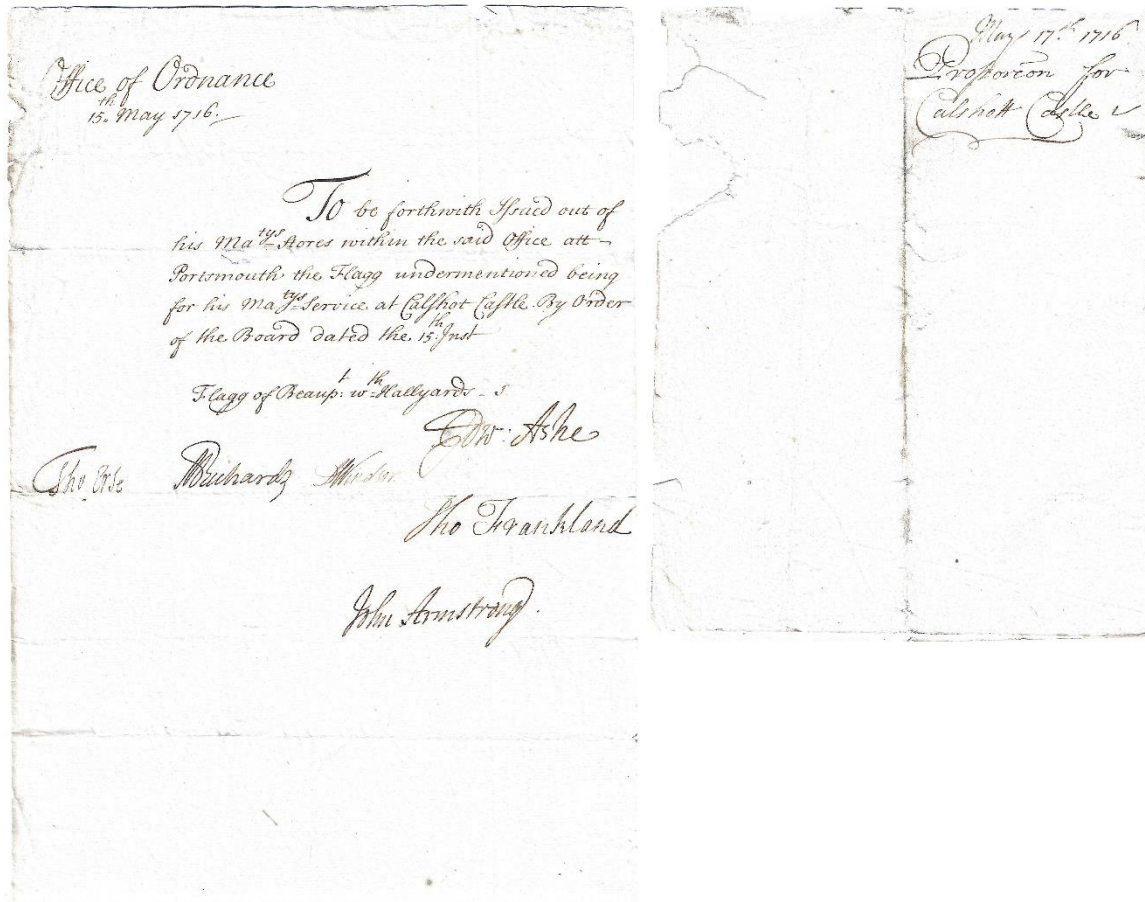 Office of Ordnance
15th May 1716.
To be forthwith Issued out of
his Matys Stores within the said Office att
Portsmouth the Flagg undermentioned being
for his Matys Service at Calshot Castle By Order
of the Board dated the 15th Inst
Flagg of Beaup: wth Hallyards - 1
Edw: Ashe
MRichards
Tho Frankland
John Armstrong.
May 17th 1716
Proporcon for
Calshott Castle